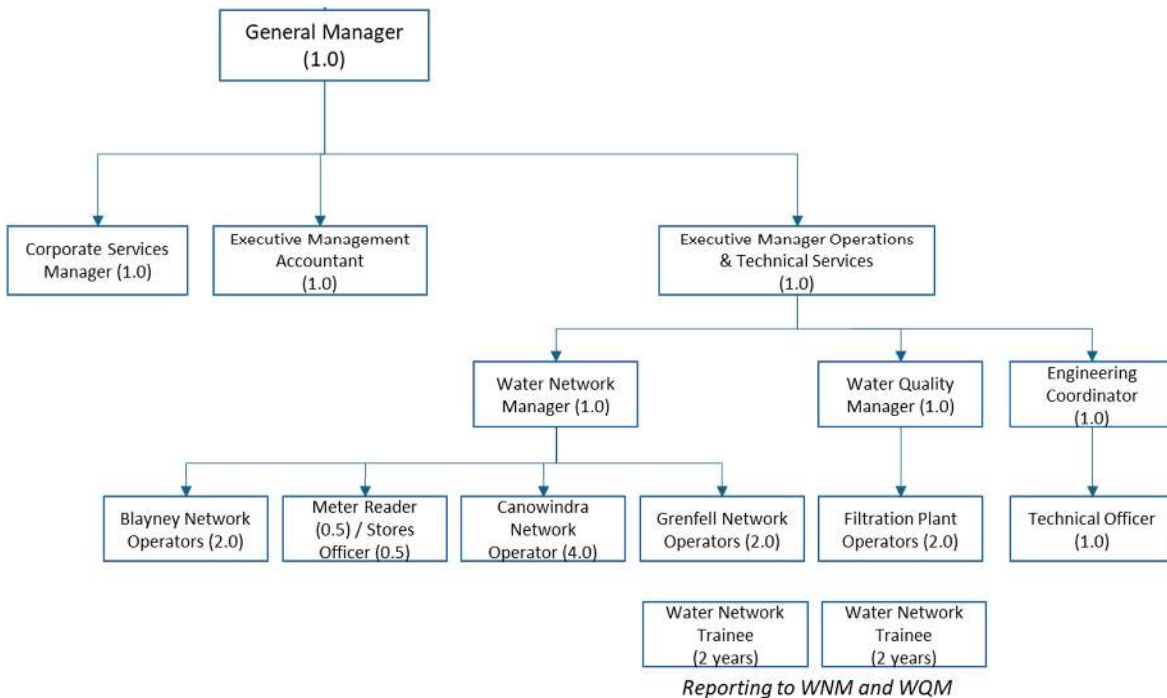 General Manager
(1.0)
Corporate Services
Manager (1.0)
Executive Management
Accountant
(1.0)
Executive Manager Operations
& Technical Services
(1.0)
Water Network
Manager (1.0)
Water Quality
Manager (1.0)
Engineering
Coordinator
(1.0)
Blayney Network
Operators (2.0)
Meter Reader
(0.5) / Stores
Officer (0.5)
Canowindra
Network
Operator (4.0)
Grenfell Network
Operators (2.0)
Filtration Plant
Operators (2.0)
Technical Officer
(1.0)
Water Network
Trainee
(2 years)
Water Network
Trainee
(2 years)
Reporting to WNM and WQM